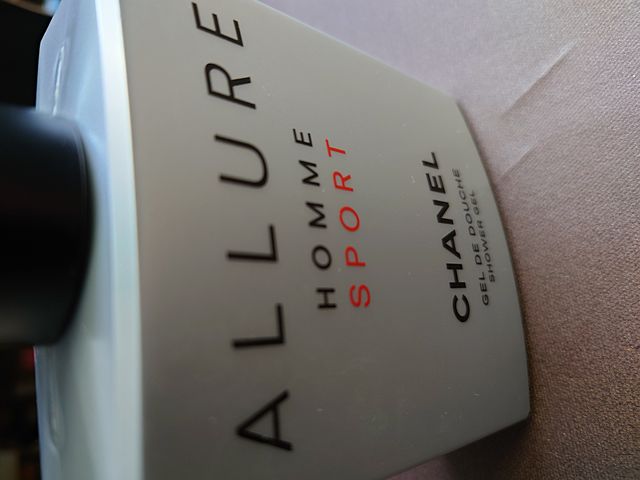 ALLURE
HOMME
SPORT
CHANEL
GEL DE DOUCHE
SHOWER GEL